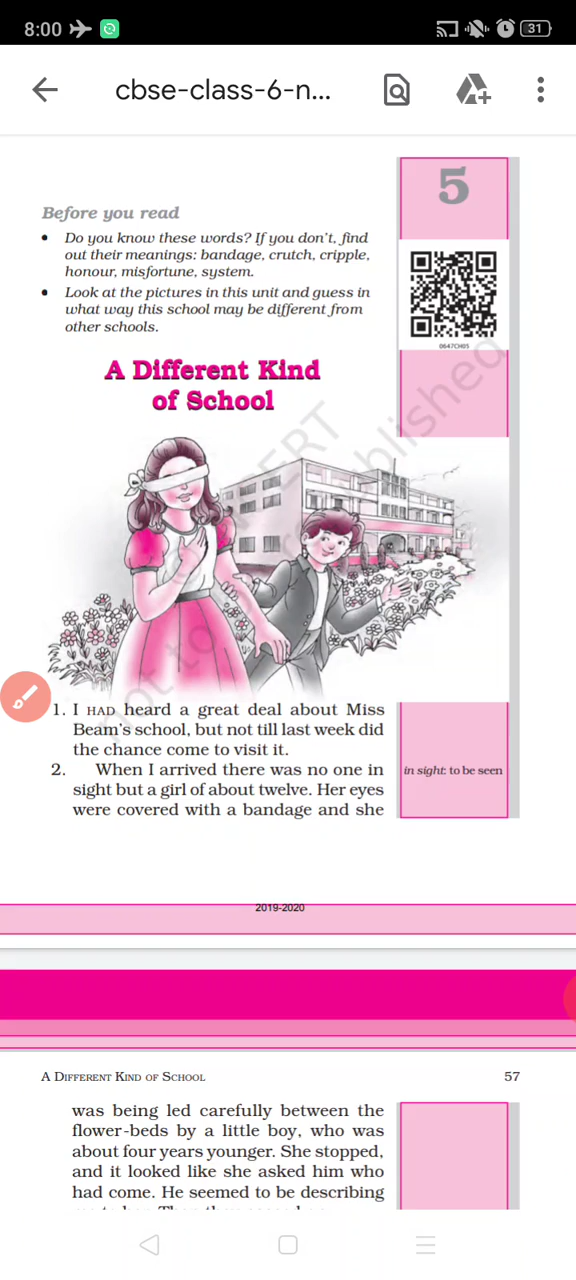 8:00
31
cbse-class-6-n...
5
Before you read
• Do you know these words? If you don't, find
out their meanings: bandage, crutch, cripple,
honour, misfortune, system.
• Look at the pictures in this unit and guess in
what way this school may be different from
other schools.
0647CH05
A Different Kind
of School
1. I HAD heard a great deal about Miss
Beam's school, but not till last week did
the chance come to visit it.
2. When I arrived there was no one in
sight but a girl of about twelve. Her eyes
were covered with a bandage and she
in sight: to be seen
2019-2020
A DIFFERENT KIND OF SCHOOL
57
was being led carefully between the
flower-beds by a little boy, who was
about four years younger. She stopped,
and it looked like she asked him who
had come. He seemed to be describing